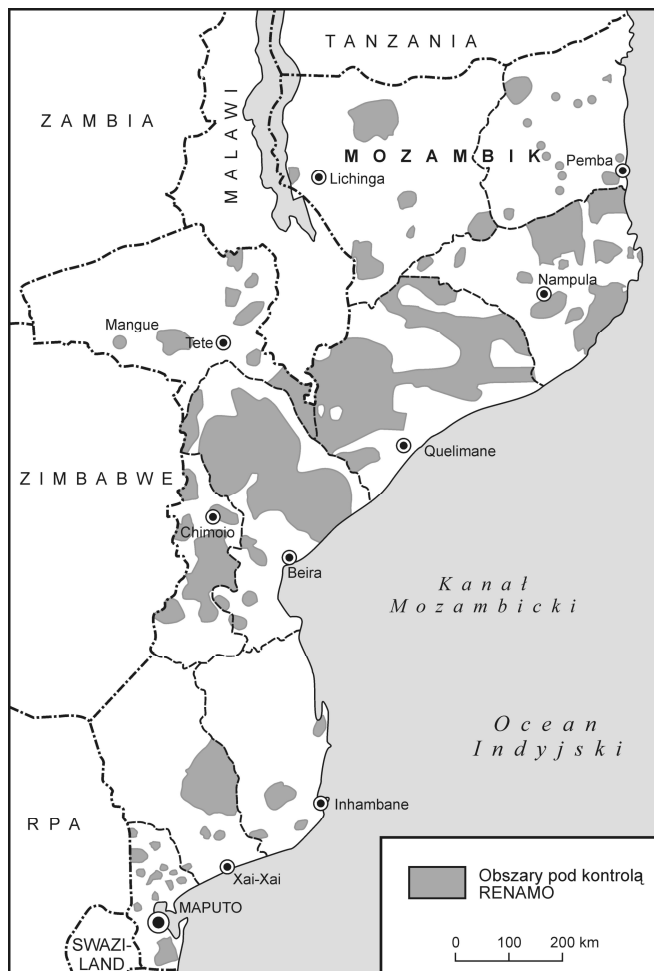 TANZANIA
ZAMBIA
MALAWI
MOZAMBIK
Pemba
Lichinga
Nampula
Mangue
Tete
Quelimane
ZIMBABWE
Chimoio
Beira
Kanał
Mozambicki
Ocean
Indyjski
Inhambane
RPA
Xai-Xai
MAPUTO
SWAZI-
LAND
Obszary pod kontrolą
RENAMO
0 100 200 km